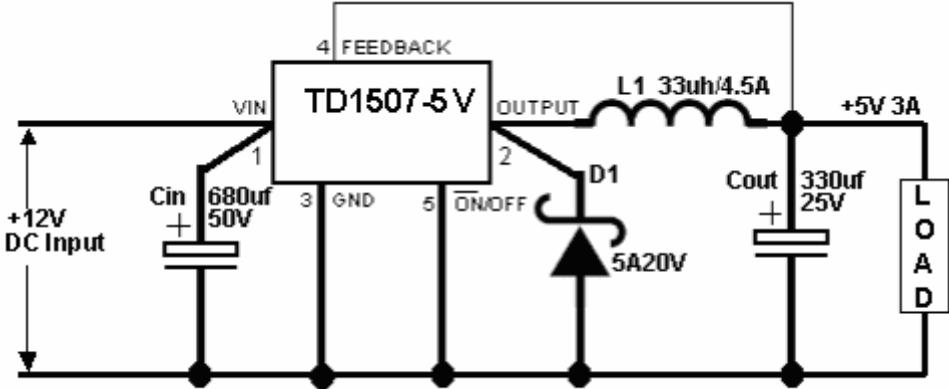 4 FEEDBACK
TD1507-5 V
VIN
OUTPUT
L1 33uh/4.5A
+5V 3A
1
2
D1
Cin 680uf
50V
+
3 GND
5 ON/OFF
Cout 330uf
25V
+
+12V
DC Input
5A20V
LOAD